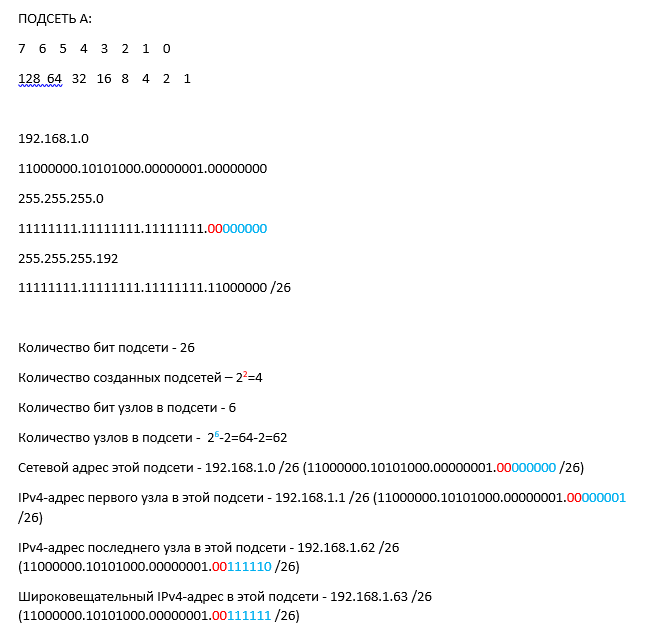 ПОДСЕТЬ А:
7 6 5 4 3 2 1 0
128 64 32 16 8 4 2 1
192.168.1.0
11000000.10101000.00000001.00000000
255.255.255.0
11111111.11111111.11111111.00000000
255.255.255.192
11111111.11111111.11111111.11000000 /26
Количество бит подсети - 26
Количество созданных подсетей – 2²=4
Количество бит узлов в подсети - 6
Количество узлов в подсети - 2⁶-2=64-2=62
Сетевой адрес этой подсети - 192.168.1.0 /26 (11000000.10101000.00000001.00000000 /26)
IPv4-адрес первого узла в этой подсети - 192.168.1.1 /26 (11000000.10101000.00000001.00000001
/26)
IPv4-адрес последнего узла в этой подсети - 192.168.1.62 /26
(11000000.10101000.00000001.00111110 /26)
Широковещательный IPv4-адрес в этой подсети - 192.168.1.63 /26
(11000000.10101000.00000001.00111111 /26)